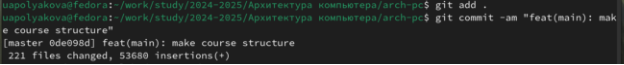 uapolyakova@fedora:~/work/study/2024-2025/Архитектура компьютера/arch-pc$ git add .
uapolyakova@fedora:~/work/study/2024-2025/Архитектура компьютера/arch-pc$ git commit -am "feat(main): mak
e course structure"
[master 0de098d] feat(main): make course structure
 221 files changed, 53680 insertions(+)